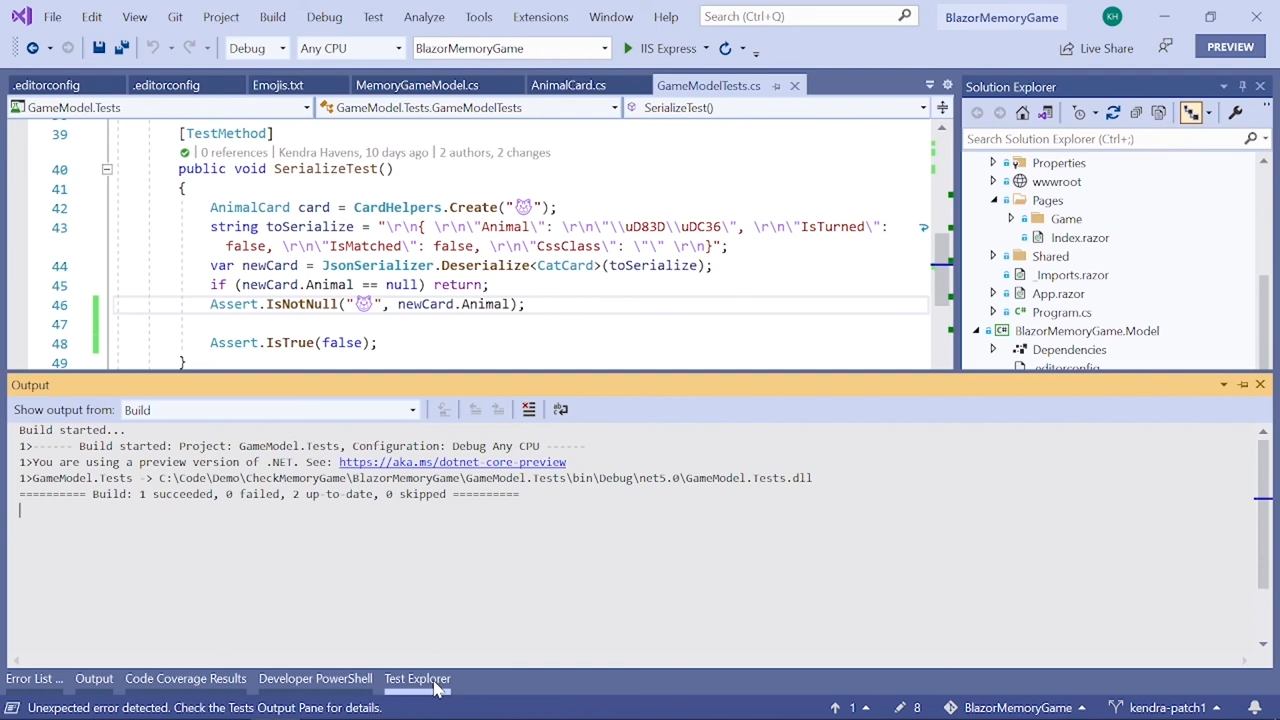 File Edit View Git Project Build Debug Test Analyze Tools Extensions Window Help Search (Ctrl+Q) BlazorMemoryGame KH
Debug Any CPU BlazorMemoryGame IIS Express Live Share PREVIEW
.editorconfig .editorconfig Emojis.txt MemoryGameModel.cs AnimalCard.cs GameModelTests.cs
GameModel.Tests GameModel.Tests.GameModelTests SerializeTest()
39 [TestMethod]
0 references | Kendra Havens, 10 days ago | 2 authors, 2 changes
40 public void SerializeTest()
41 {
42 AnimalCard card = CardHelpers.Create("😈");
43 string toSerialize = "\r\n{ \r\n\"Animal\": \r\n\"\\uD83D\\uDC36\", \r\n\"IsTurned\":
false, \r\n\"IsMatched\": false, \r\n\"CssClass\": \"\" \r\n}";
44 var newCard = JsonSerializer.Deserialize<CatCard>(toSerialize);
45 if (newCard.Animal == null) return;
46 Assert.IsNotNull("😈", newCard.Animal);
47
48 Assert.IsTrue(false);
49 }
Solution Explorer
Search Solution Explorer (Ctrl+;)
Properties
wwwroot
Pages
Game
Index.razor
Shared
_Imports.razor
App.razor
Program.cs
BlazorMemoryGame.Model
Dependencies
.editorconfig
Output
Show output from: Build
Build started...
1>------ Build started: Project: GameModel.Tests, Configuration: Debug Any CPU ------
1>You are using a preview version of .NET. See: https://aka.ms/dotnet-core-preview
1>GameModel.Tests -> C:\Code\Demo\CheckMemoryGame\BlazorMemoryGame\GameModel.Tests\bin\Debug\net5.0\GameModel.Tests.dll
========== Build: 1 succeeded, 0 failed, 2 up-to-date, 0 skipped ==========
Error List ... Output Code Coverage Results Developer PowerShell Test Explorer
Unexpected error detected. Check the Tests Output Pane for details. 1 8 BlazorMemoryGame kendra-patch1